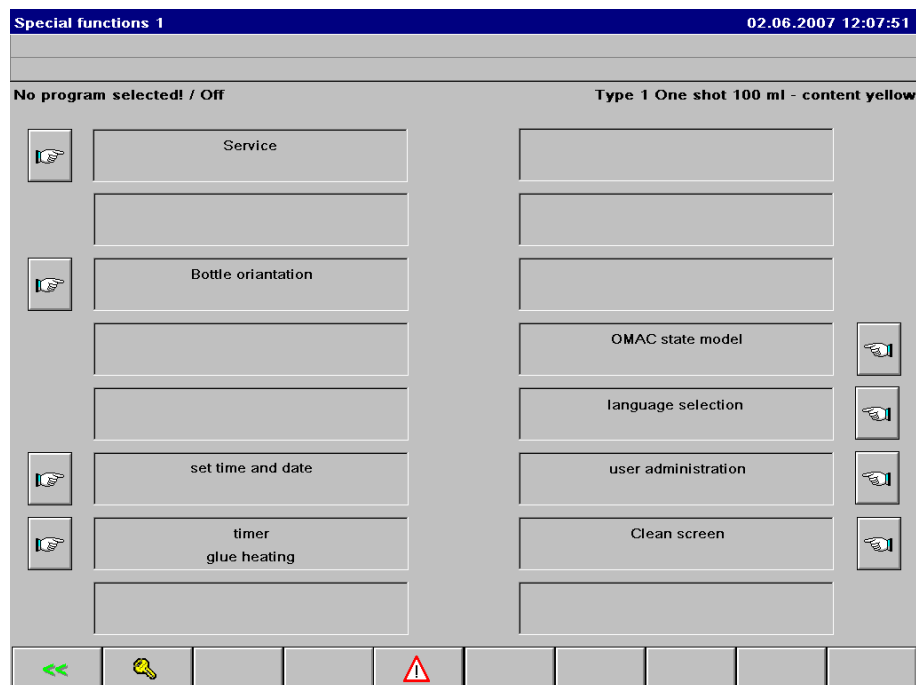 Special functions 1 02.06.2007 12:07:51
No program selected! / Off Type 1 One shot 100 ml - content yellow
Service
Bottle oriantation
OMAC state model
language selection
set time and date user administration
timer
glue heating
Clean screen
<<